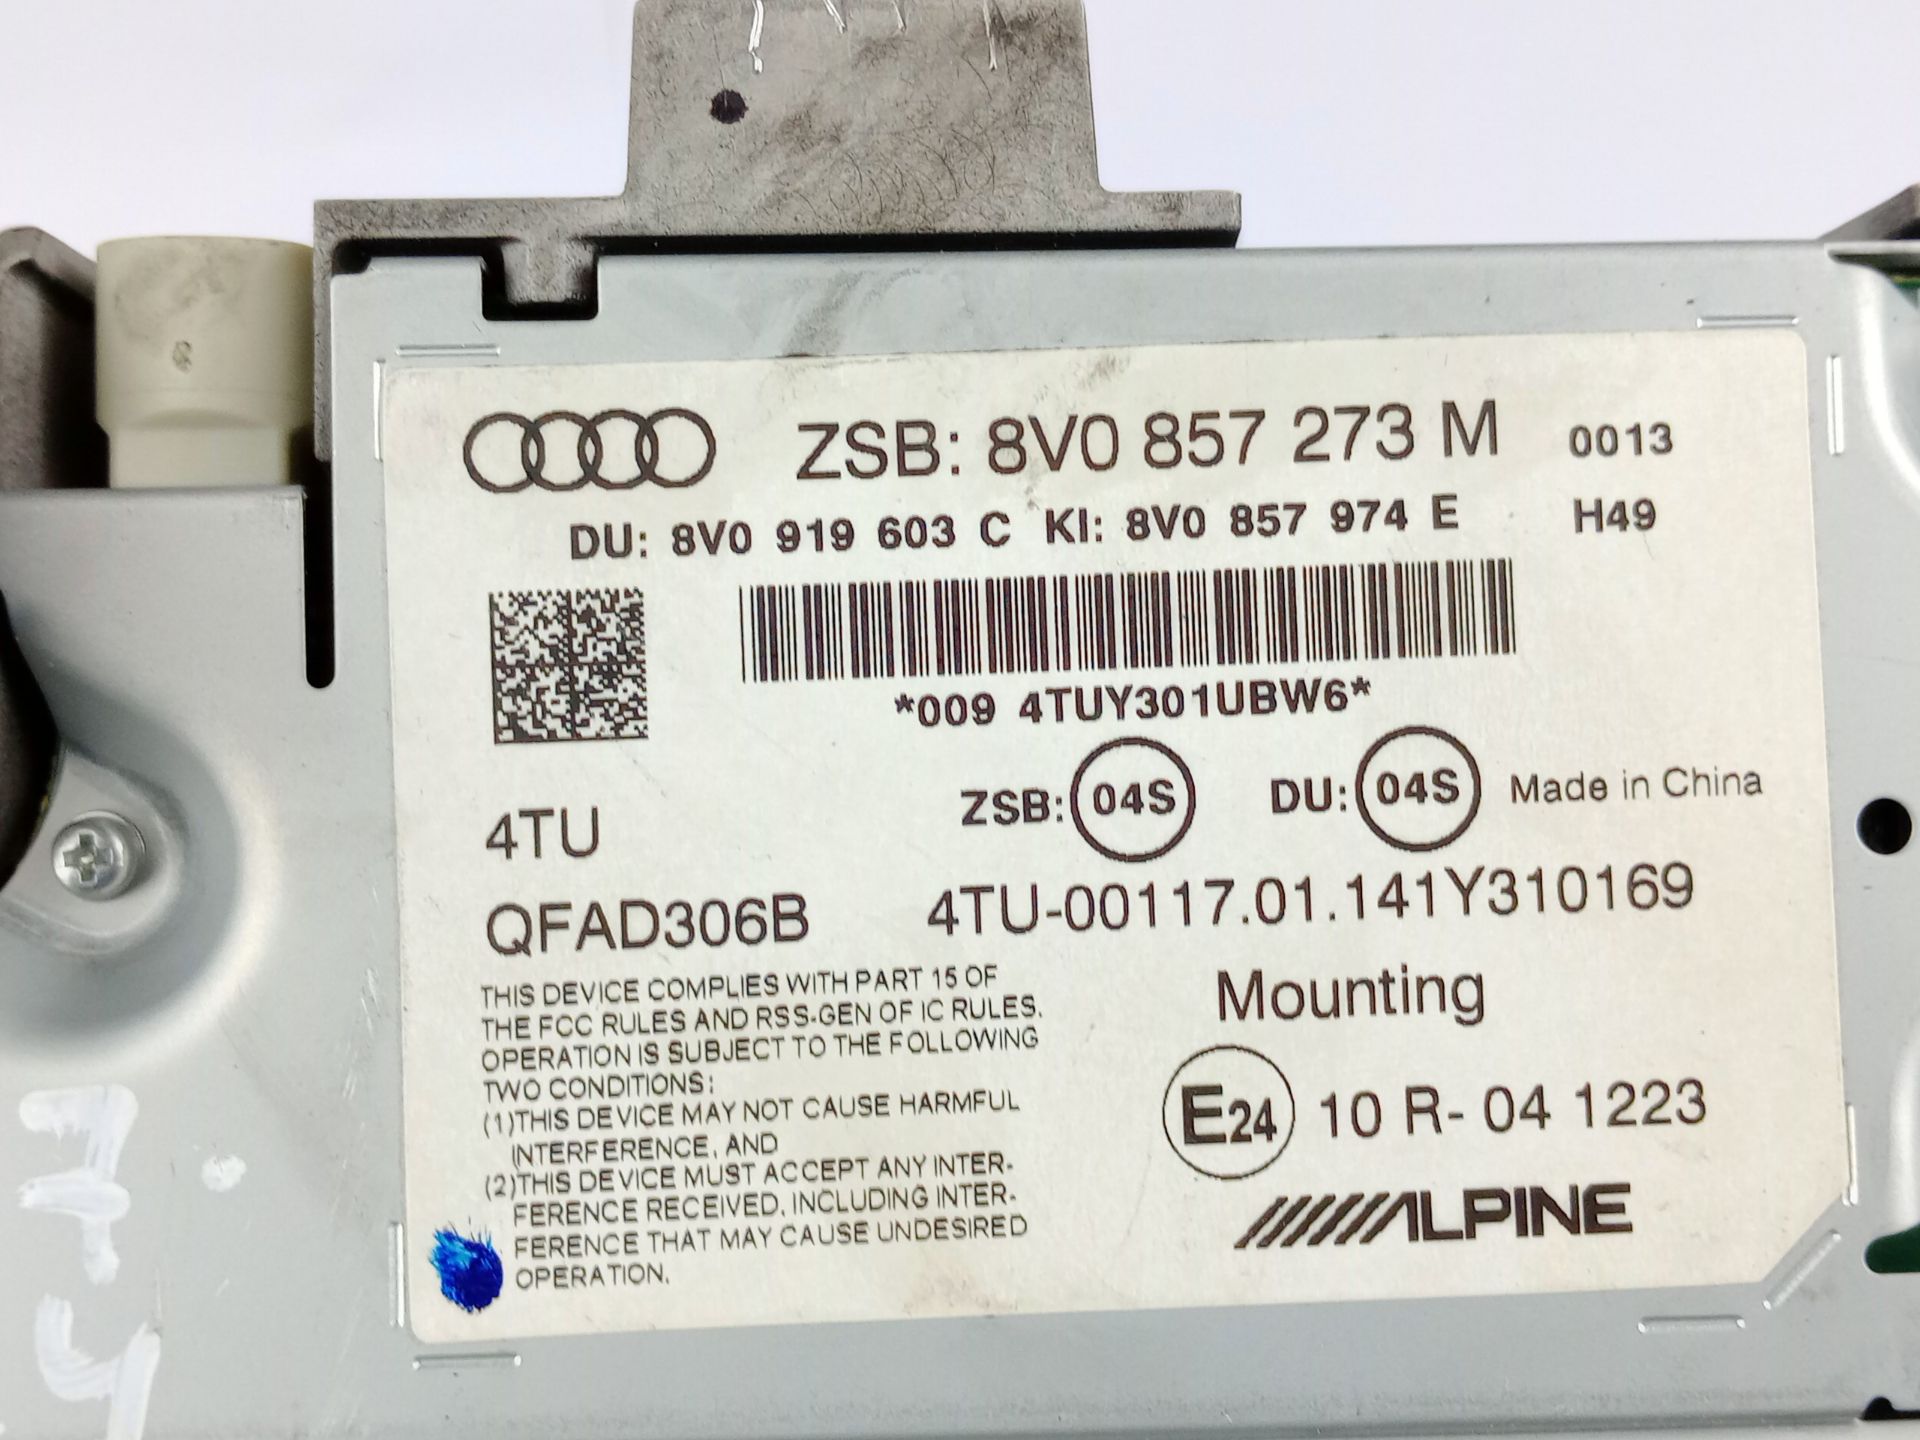 ZSB: 8V0 857 273 M 0013
DU: 8V0 919 603 C KI: 8V0 857 974 E H49
*009 4TUY301UBW6*
ZSB: 04S DU: 04S Made in China
4TU
QFAD306B 4TU-00117.01.141Y310169
THIS DEVICE COMPLIES WITH PART 15 OF
THE FCC RULES AND RSS-GEN OF IC RULES.
OPERATION IS SUBJECT TO THE FOLLOWING
TWO CONDITIONS:
(1)THIS DEVICE MAY NOT CAUSE HARMFUL
INTERFERENCE, AND
(2)THIS DEVICE MUST ACCEPT ANY INTER-
FERENCE RECEIVED, INCLUDING INTER-
FERENCE THAT MAY CAUSE UNDESIRED
OPERATION.
Mounting
E24 10 R- 04 1223
ALPINE